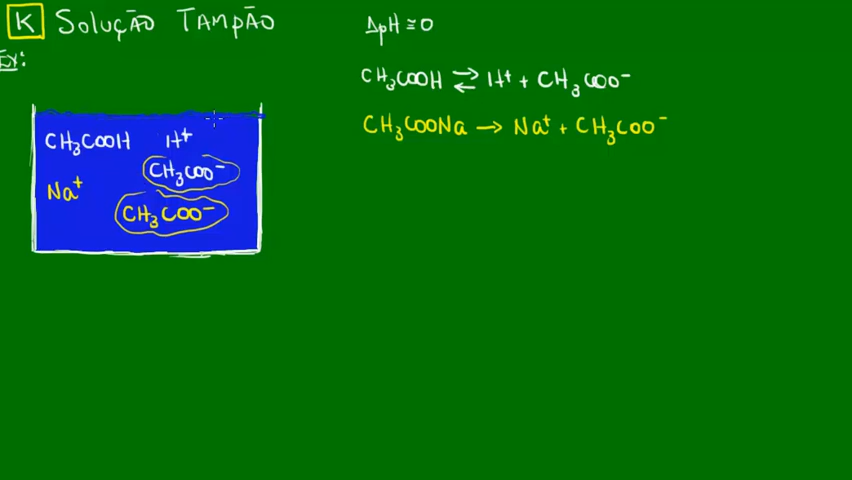 K Solução Tampão
ΔpH ≅ 0
Ex:
CH₃COOH ⇄ H⁺ + CH₃COO⁻
CH₃COONa → Na⁺ + CH₃COO⁻
CH₃COOH H⁺
CH₃COO⁻
Na⁺
CH₃COO⁻